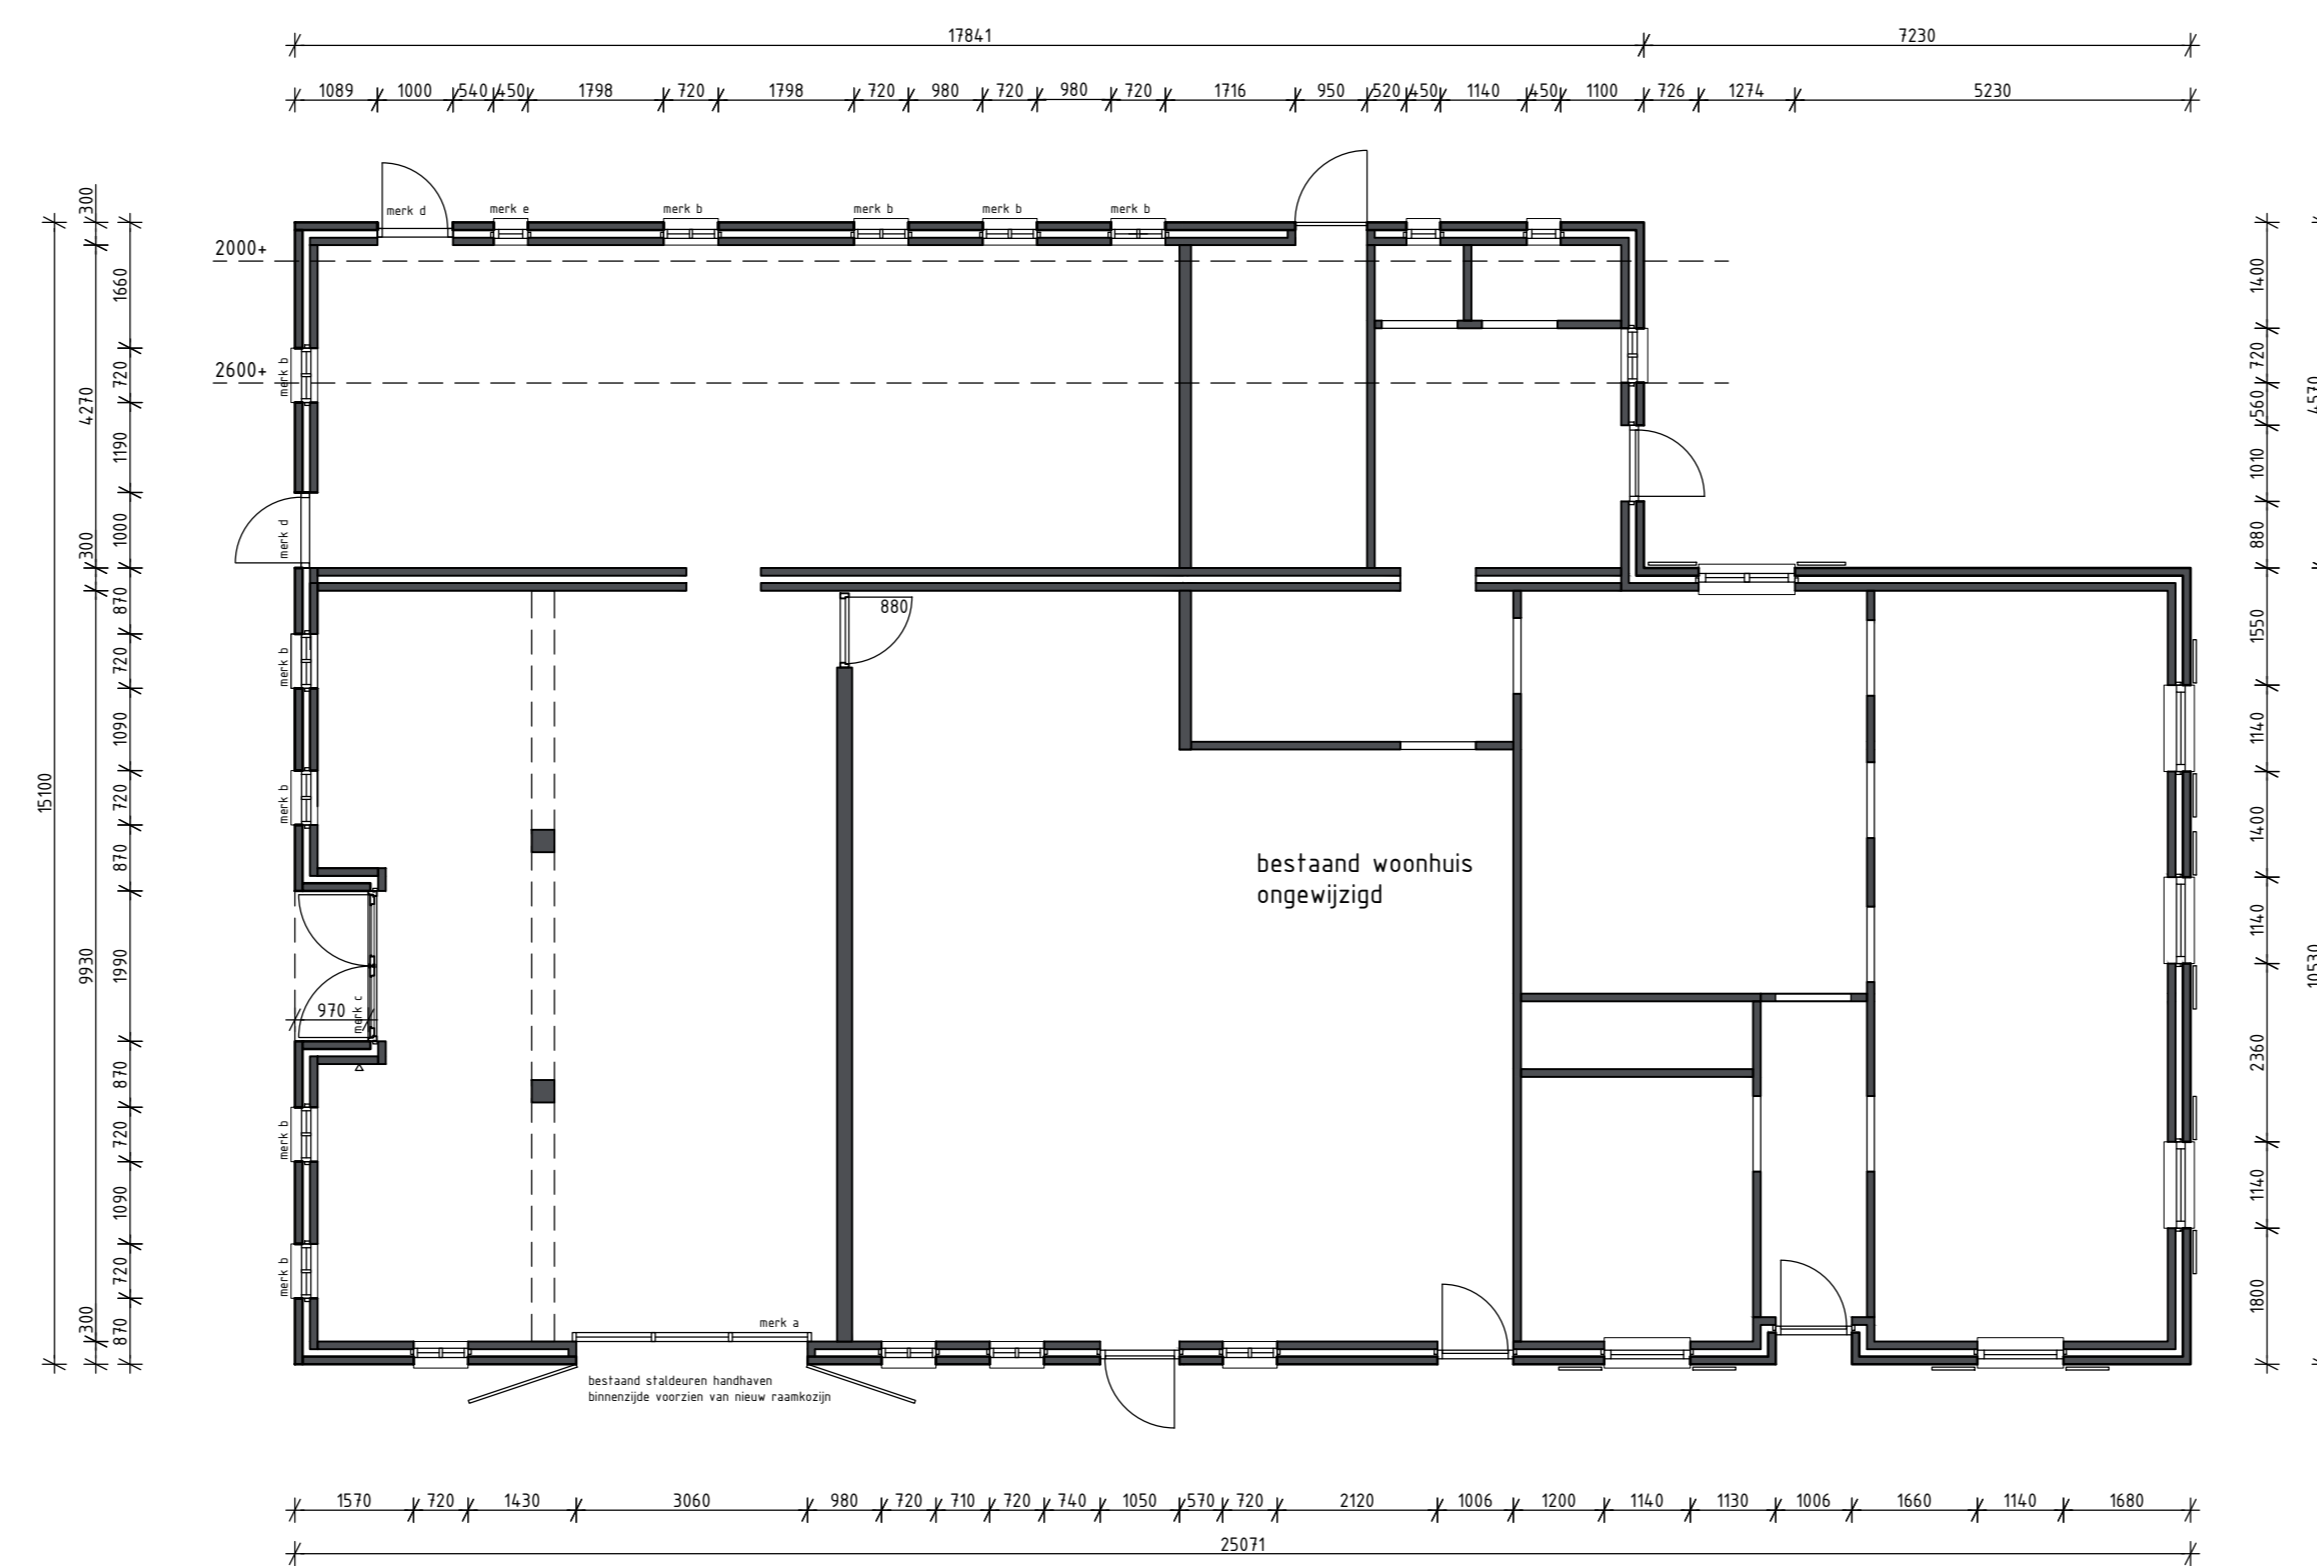 17841 7230
1089 1000 540 450 1798 720 1798 720 980 720 980 720 1716 950 520 450 1140 450 1100 726 1274 5230
merk d merk e merk b merk b merk b merk b
2000+
2600+
merk b
merk d
880
merk b
merk b
bestaand woonhuis
ongewijzigd
970
merk c
merk b
merk b
merk a
bestaand staldeuren handhaven
binnenzijde voorzien van nieuw raamkozijn
15100
300 4270 300 9930 300
1660 720 1190 1000 870 720 1090 720 870 1990 870 720 1090 720 870
1400 720 560 1010 880 1550 1140 1400 1140 2360 1140 1800
4570 10530
1570 720 1430 3060 980 720 710 720 740 1050 570 720 2120 1006 1200 1140 1130 1006 1660 1140 1680
25071